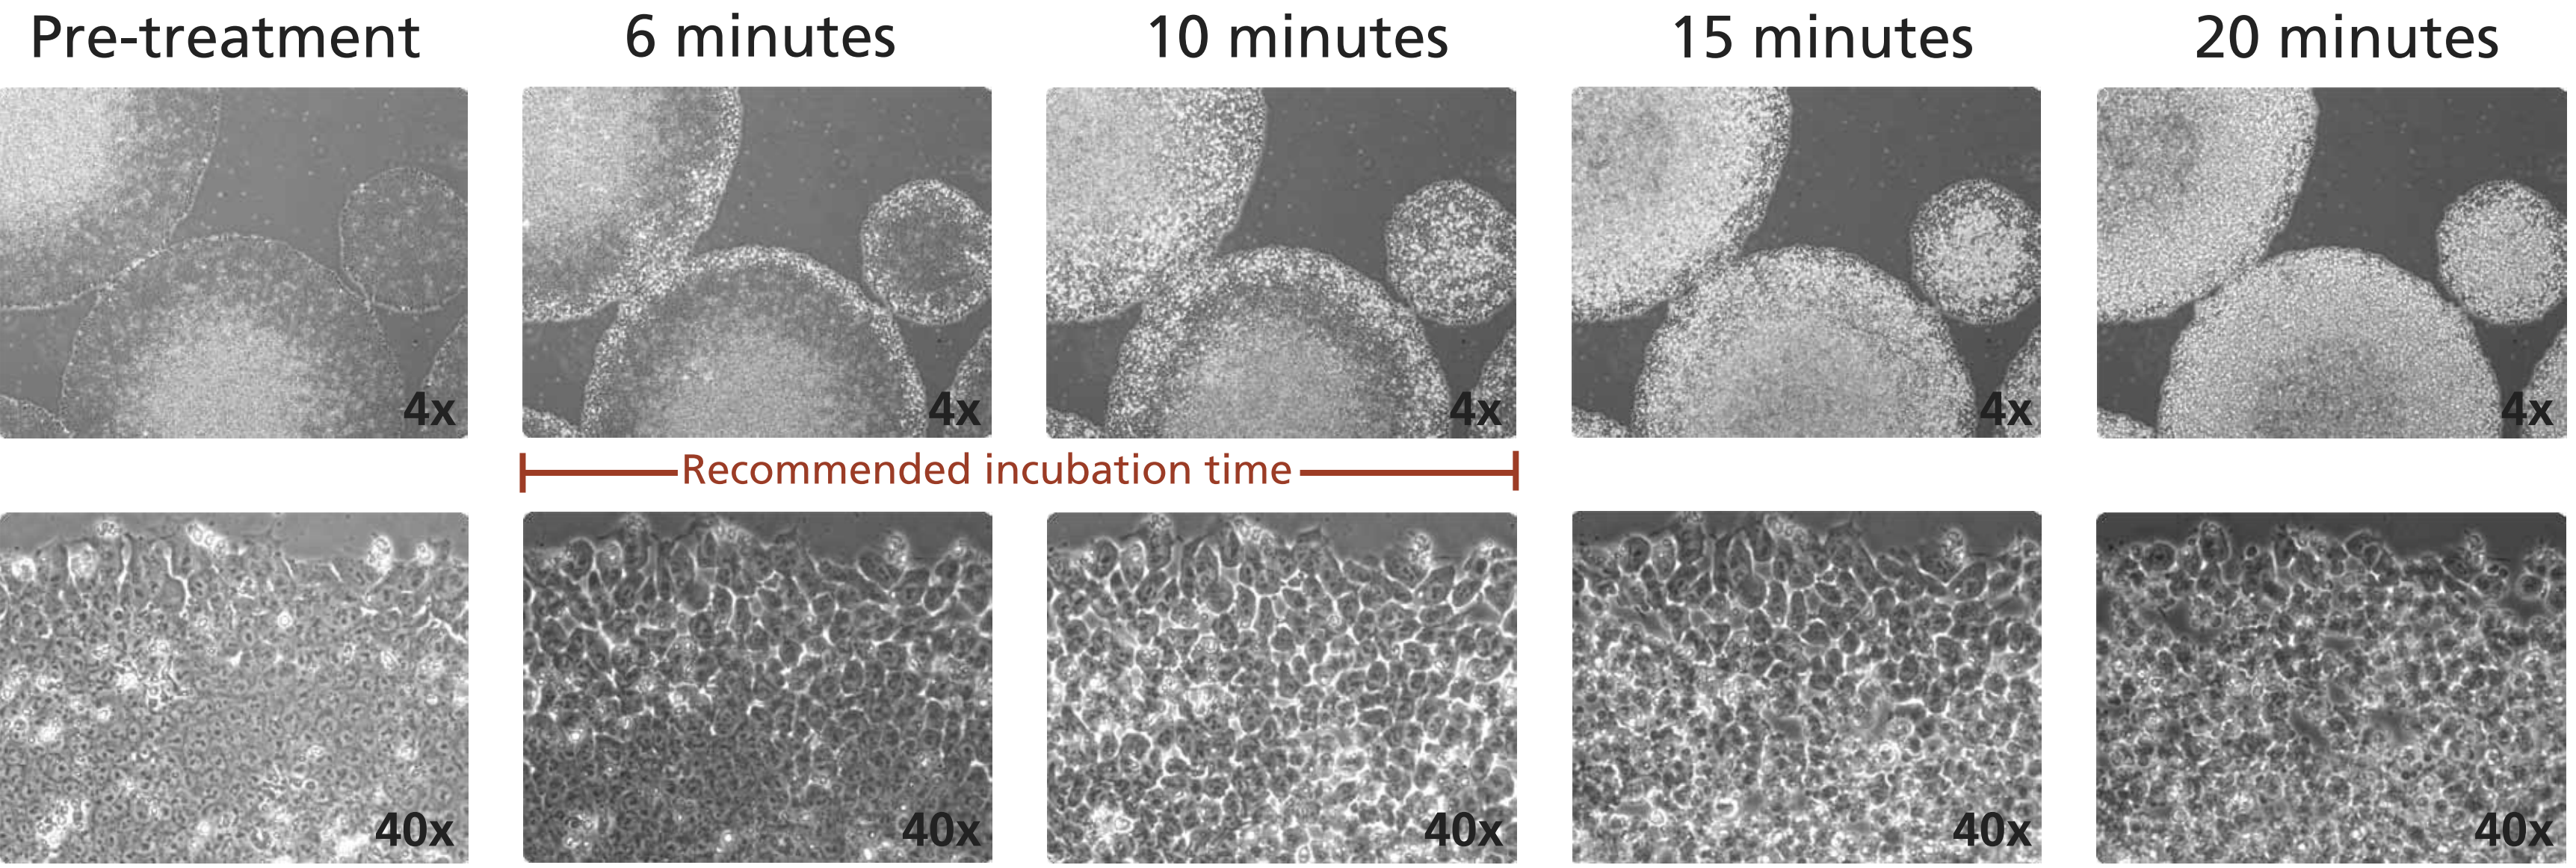 Pre-treatment
6 minutes
10 minutes
15 minutes
20 minutes
4x
4x
4x
4x
4x
Recommended incubation time
40x
40x
40x
40x
40x